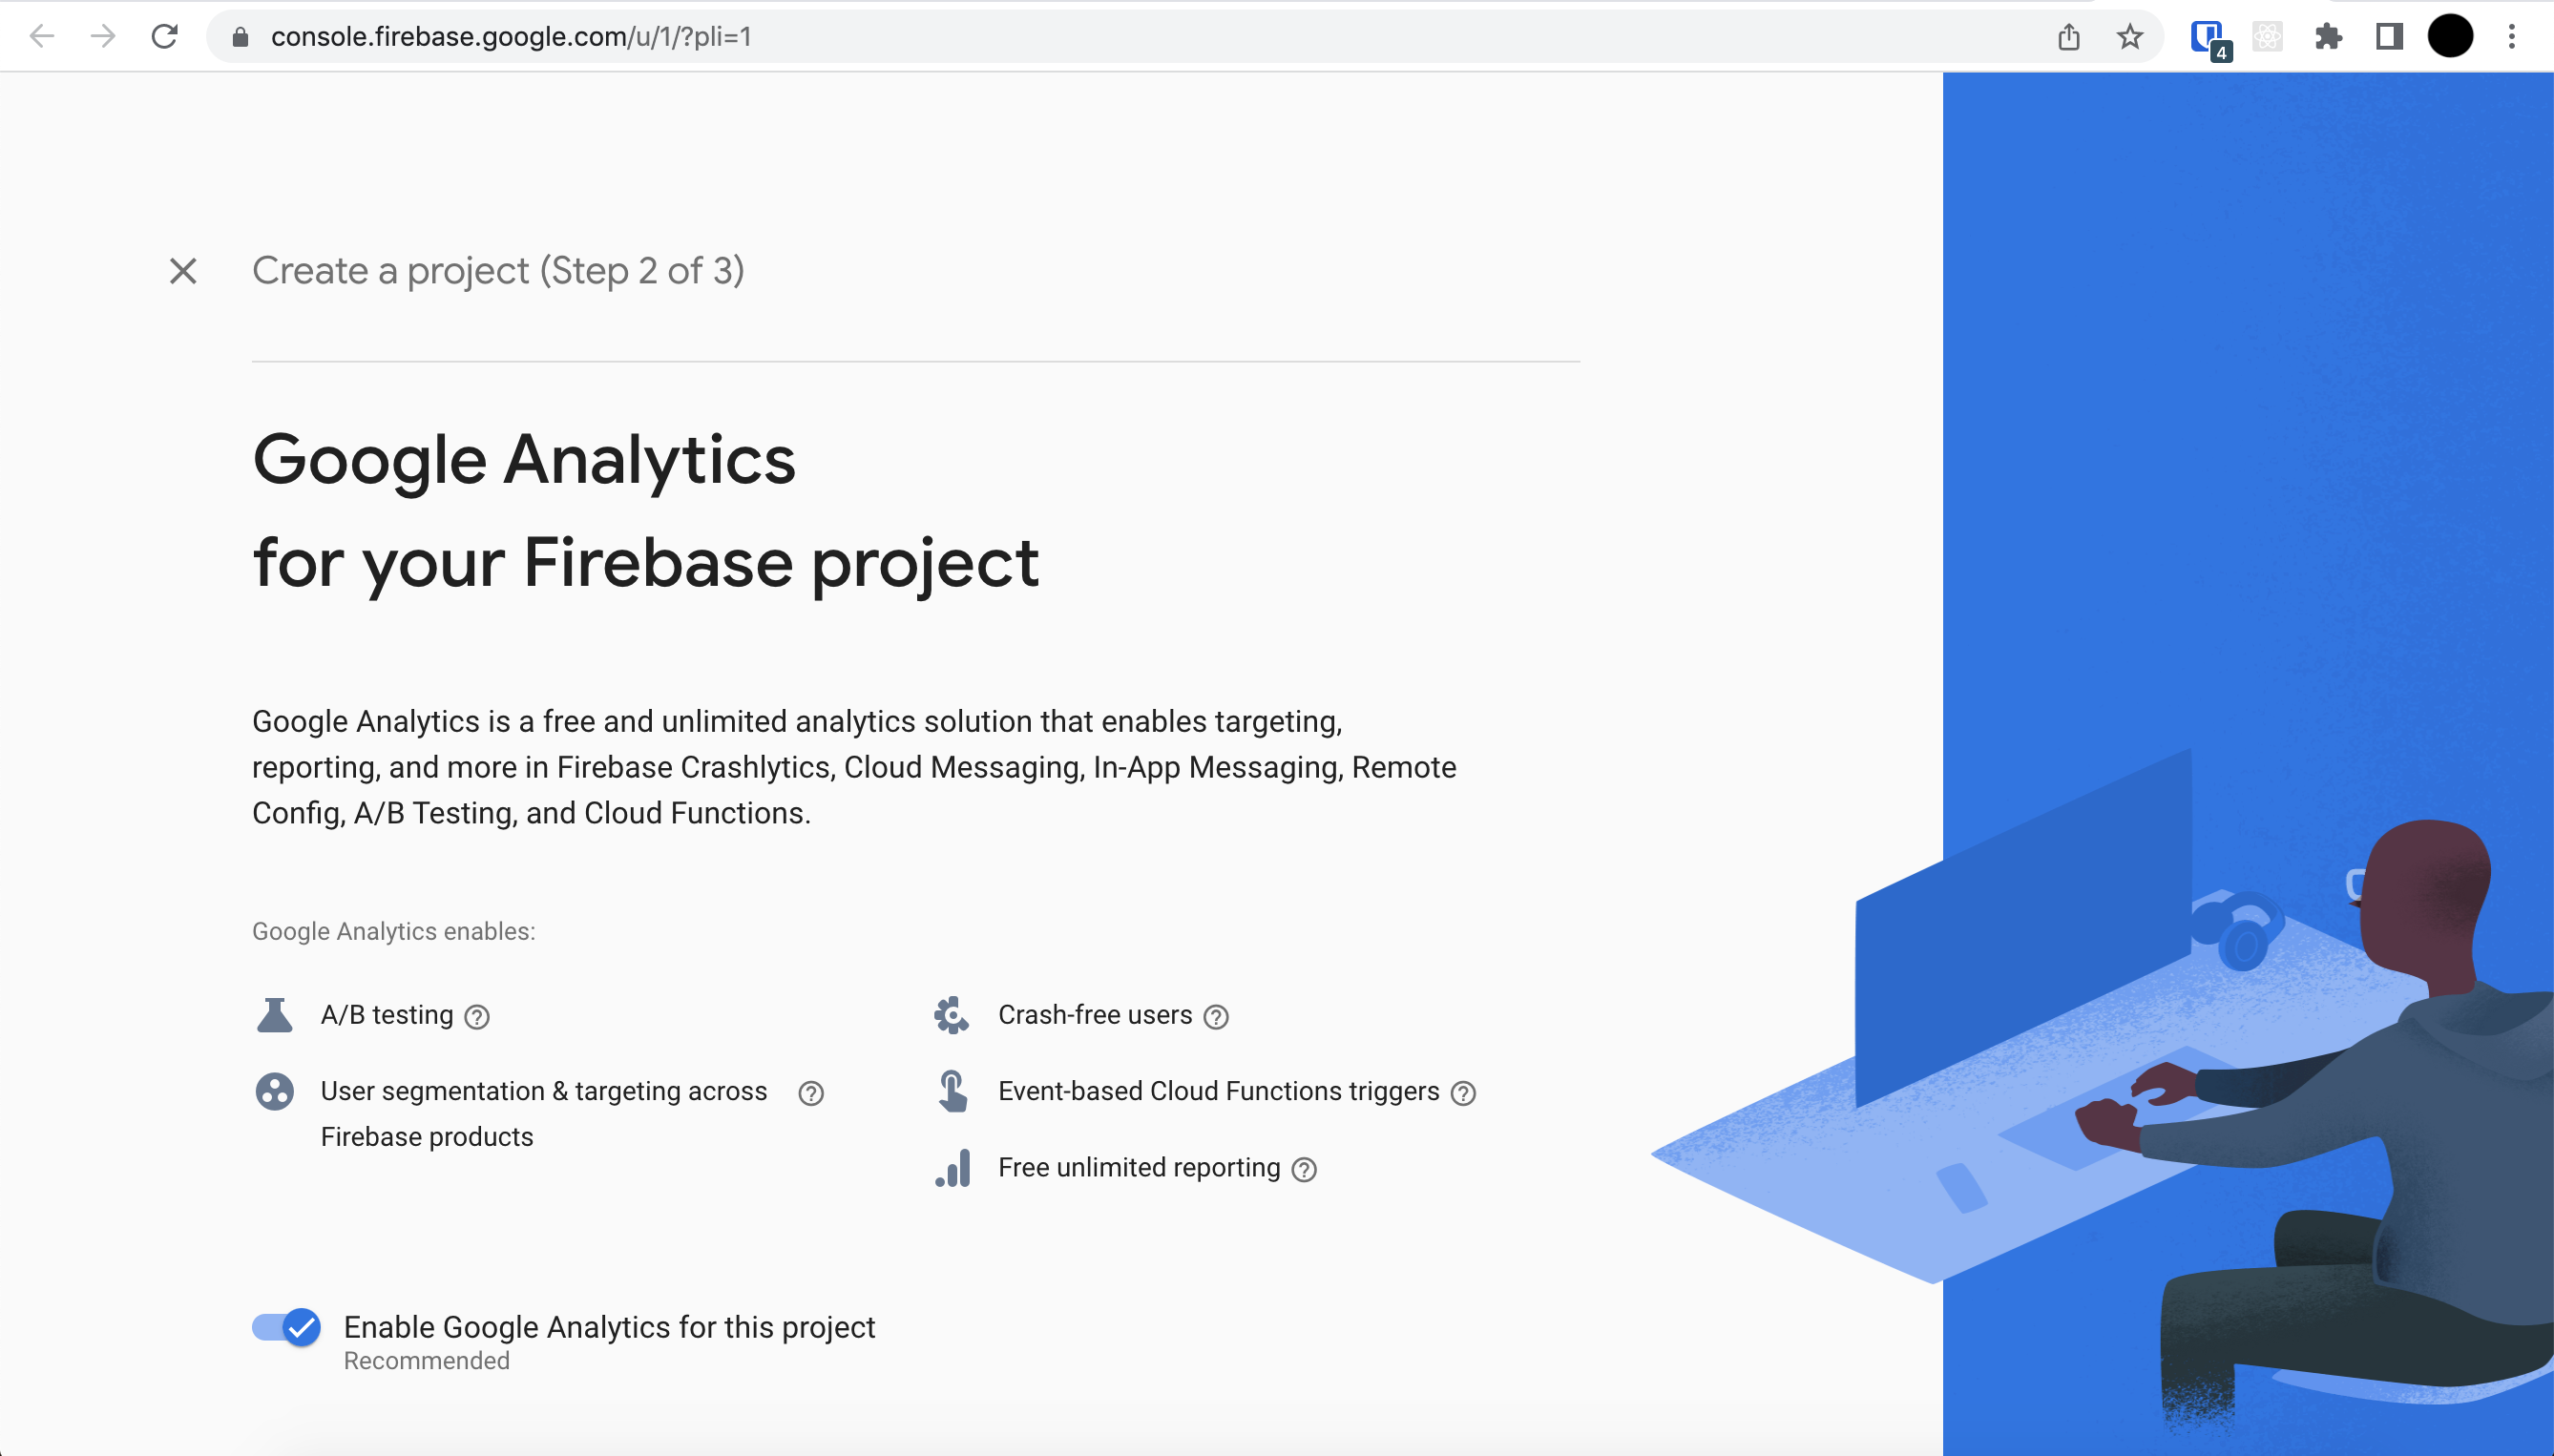 console.firebase.google.com/u/1/?pli=1
4
Create a project (Step 2 of 3)
Google Analytics
for your Firebase project
Google Analytics is a free and unlimited analytics solution that enables targeting,
reporting, and more in Firebase Crashlytics, Cloud Messaging, In-App Messaging, Remote
Config, A/B Testing, and Cloud Functions.
Google Analytics enables:
A/B testing
User segmentation & targeting across
Firebase products
Crash-free users
Event-based Cloud Functions triggers
Free unlimited reporting
Enable Google Analytics for this project
Recommended